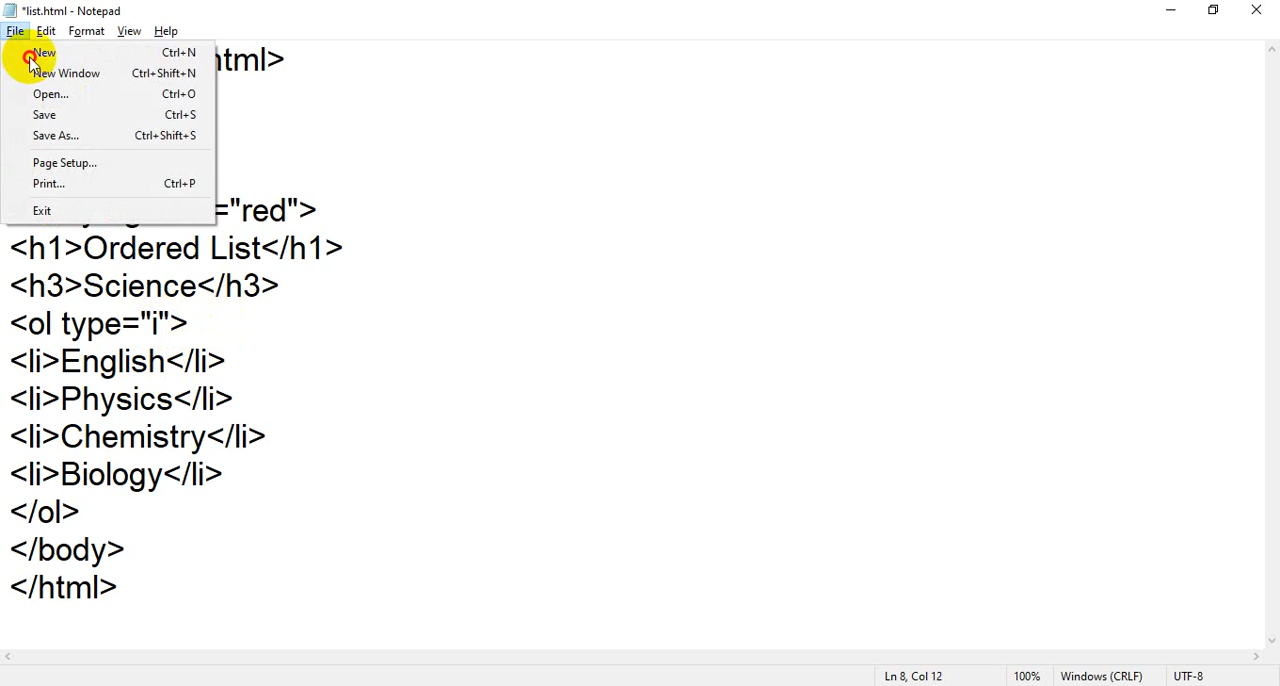 *list.html - Notepad
File Edit Format View Help
New Ctrl+N
New Window Ctrl+Shift+N
Open... Ctrl+O
Save Ctrl+S
Save As... Ctrl+Shift+S
Page Setup... 
Print... Ctrl+P
Exit
html>
="red">
<h1>Ordered List</h1>
<h3>Science</h3>
<ol type="i">
<li>English</li>
<li>Physics</li>
<li>Chemistry</li>
<li>Biology</li>
</ol>
</body>
</html>
Ln 8, Col 12 100% Windows (CRLF) UTF-8